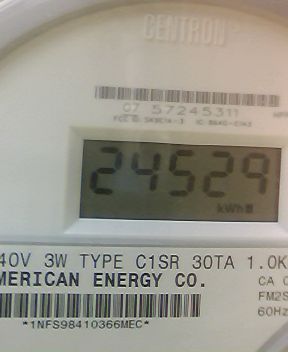 CENTRON
07 57245311
24529
kWh
40V 3W TYPE C1SR 30TA 1.0K
MERICAN ENERGY CO.
CA
FM2S
60Hz
*1NFS98410366MEC*